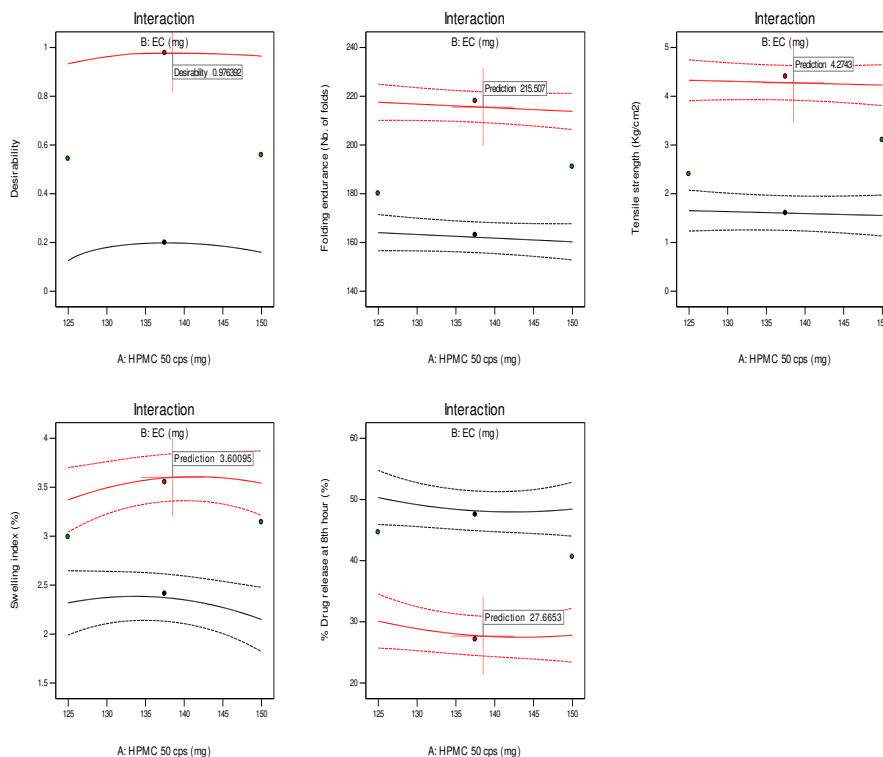 Interaction
B: EC (mg)
Desirability
1
0.8
0.6
0.4
0.2
0
Desirability 0.976392
125 130 135 140 145 150
A: HPMC 50 cps (mg)
Interaction
B: EC (mg)
Folding endurance (No. of folds)
240
220
200
180
160
140
Prediction 215.507
125 130 135 140 145 150
A: HPMC 50 cps (mg)
Interaction
B: EC (mg)
Tensile strength (Kg/cm2)
5
4
3
2
1
0
Prediction 4.2743
125 130 135 140 145 150
A: HPMC 50 cps (mg)
Interaction
B: EC (mg)
Swelling index (%)
4
3.5
3
2.5
2
1.5
Prediction 3.60095
125 130 135 140 145 150
A: HPMC 50 cps (mg)
Interaction
B: EC (mg)
% Drug release at 8th hour (%)
60
50
40
30
20
Prediction 27.6653
125 130 135 140 145 150
A: HPMC 50 cps (mg)